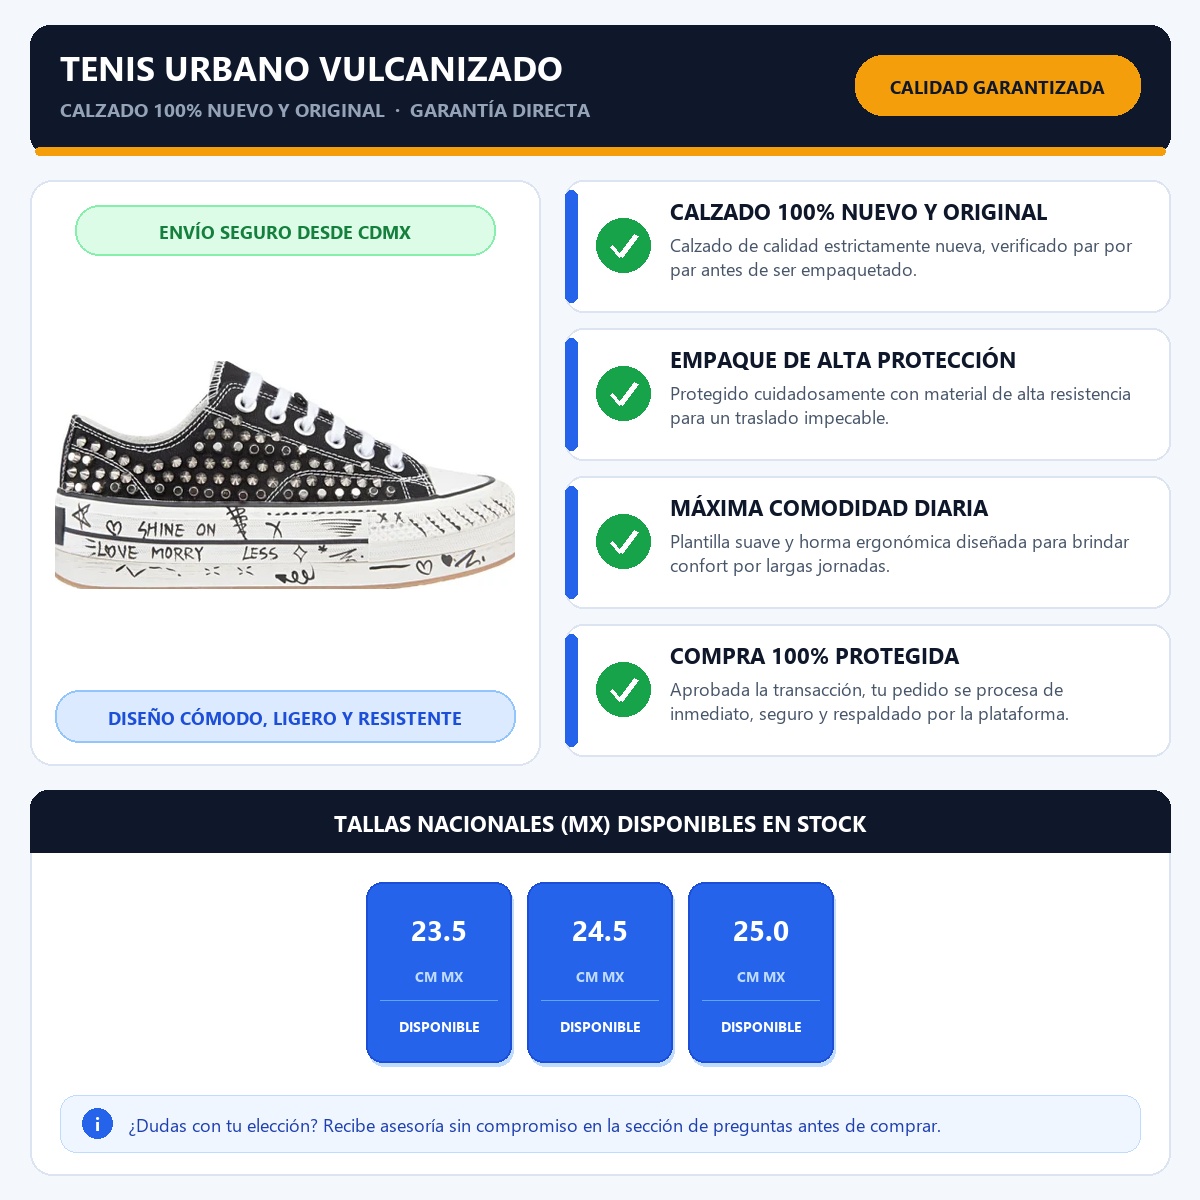 TENIS URBANO VULCANIZADO
CALZADO 100% NUEVO Y ORIGINAL · GARANTÍA DIRECTA
CALIDAD GARANTIZADA
ENVÍO SEGURO DESDE CDMX
SHINE ON
LOVE MORRY LESS
DISEÑO CÓMODO, LIGERO Y RESISTENTE
CALZADO 100% NUEVO Y ORIGINAL
Calzado de calidad estrictamente nueva, verificado par por
par antes de ser empaquetado.
EMPAQUE DE ALTA PROTECCIÓN
Protegido cuidadosamente con material de alta resistencia
para un traslado impecable.
MÁXIMA COMODIDAD DIARIA
Plantilla suave y horma ergonómica diseñada para brindar
confort por largas jornadas.
COMPRA 100% PROTEGIDA
Aprobada la transacción, tu pedido se procesa de
inmediato, seguro y respaldado por la plataforma.
TALLAS NACIONALES (MX) DISPONIBLES EN STOCK
23.5
CM MX
DISPONIBLE
24.5
CM MX
DISPONIBLE
25.0
CM MX
DISPONIBLE
¿Dudas con tu elección? Recibe asesoría sin compromiso en la sección de preguntas antes de comprar.